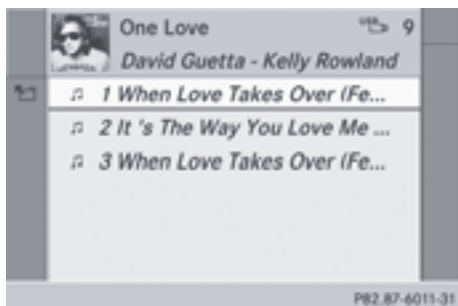 One Love USB 9
David Guetta - Kelly Rowland
1 When Love Takes Over (Fe...
2 It 's The Way You Love Me ...
3 When Love Takes Over (Fe...
P82.87-6011-31